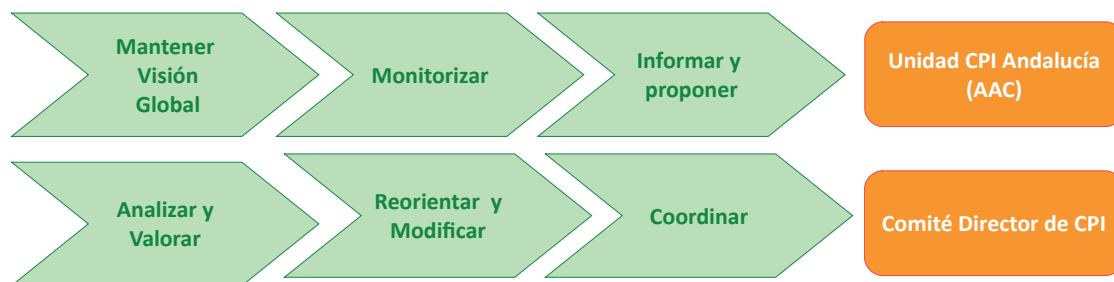 Mantener
Visión
Global
Monitorizar
Informar y
proponer
Unidad CPI Andalucía
(AAC)
Analizar y
Valorar
Reorientar y
Modificar
Coordinar
Comité Director de CPI